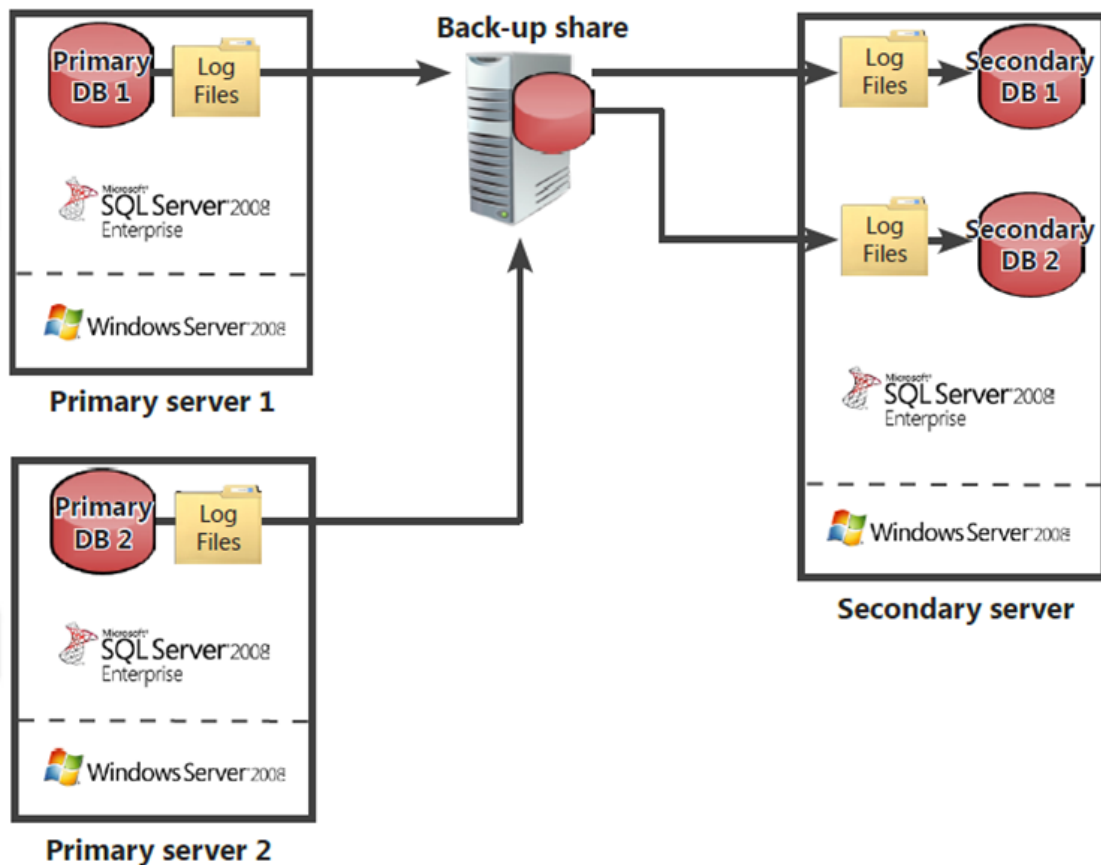 Back-up share
Primary
DB 1
Log
Files
Microsoft®
SQL Server® 2008
Enterprise
Windows Server® 2008
Primary server 1
Primary
DB 2
Log
Files
Microsoft®
SQL Server® 2008
Enterprise
Windows Server® 2008
Primary server 2
Log
Files
Secondary
DB 1
Log
Files
Secondary
DB 2
Microsoft®
SQL Server® 2008
Enterprise
Windows Server® 2008
Secondary server